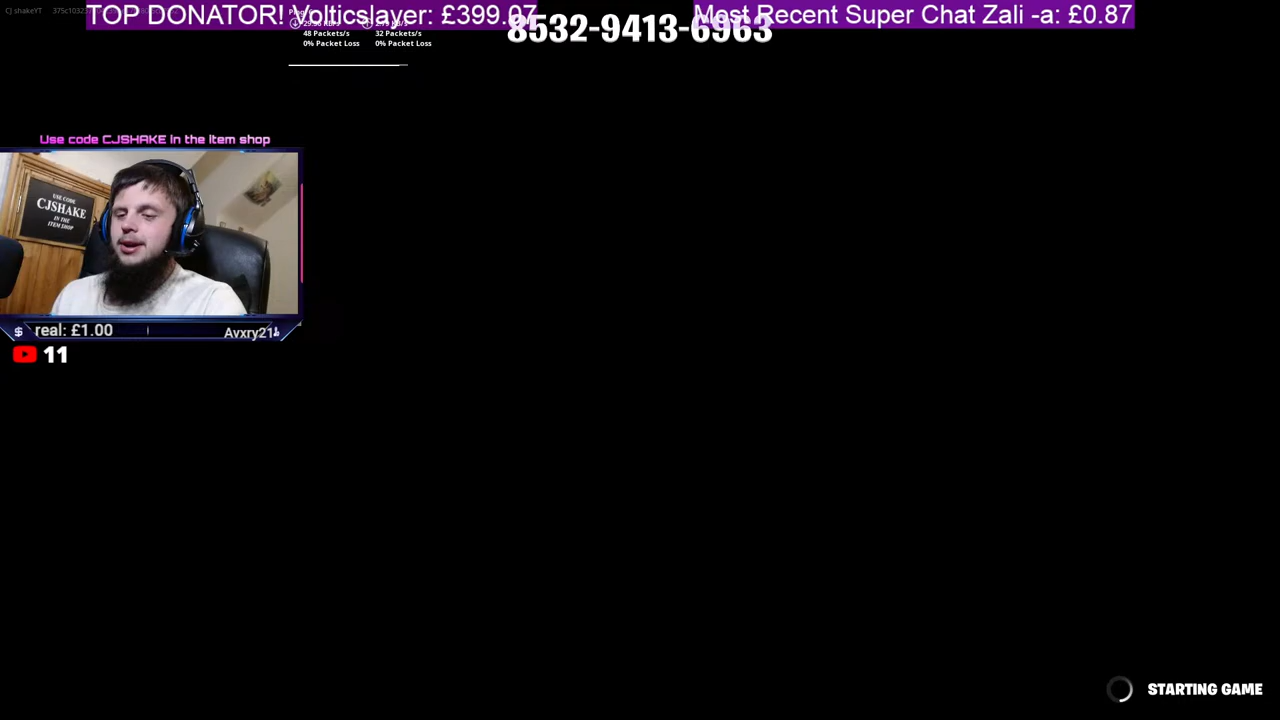 CJ shakeYT
TOP DONATOR! Volticslayer: £399.07
Most Recent Super Chat Zali -a: £0.87
8532-9413-6963
48 Packets/s
32 Packets/s
0% Packet Loss
0% Packet Loss
Use code CJSHAKE in the item shop
USE CODE
CJSHAKE
IN THE
ITEM SHOP
$ real: £1.00
Avxry21
11
STARTING GAME